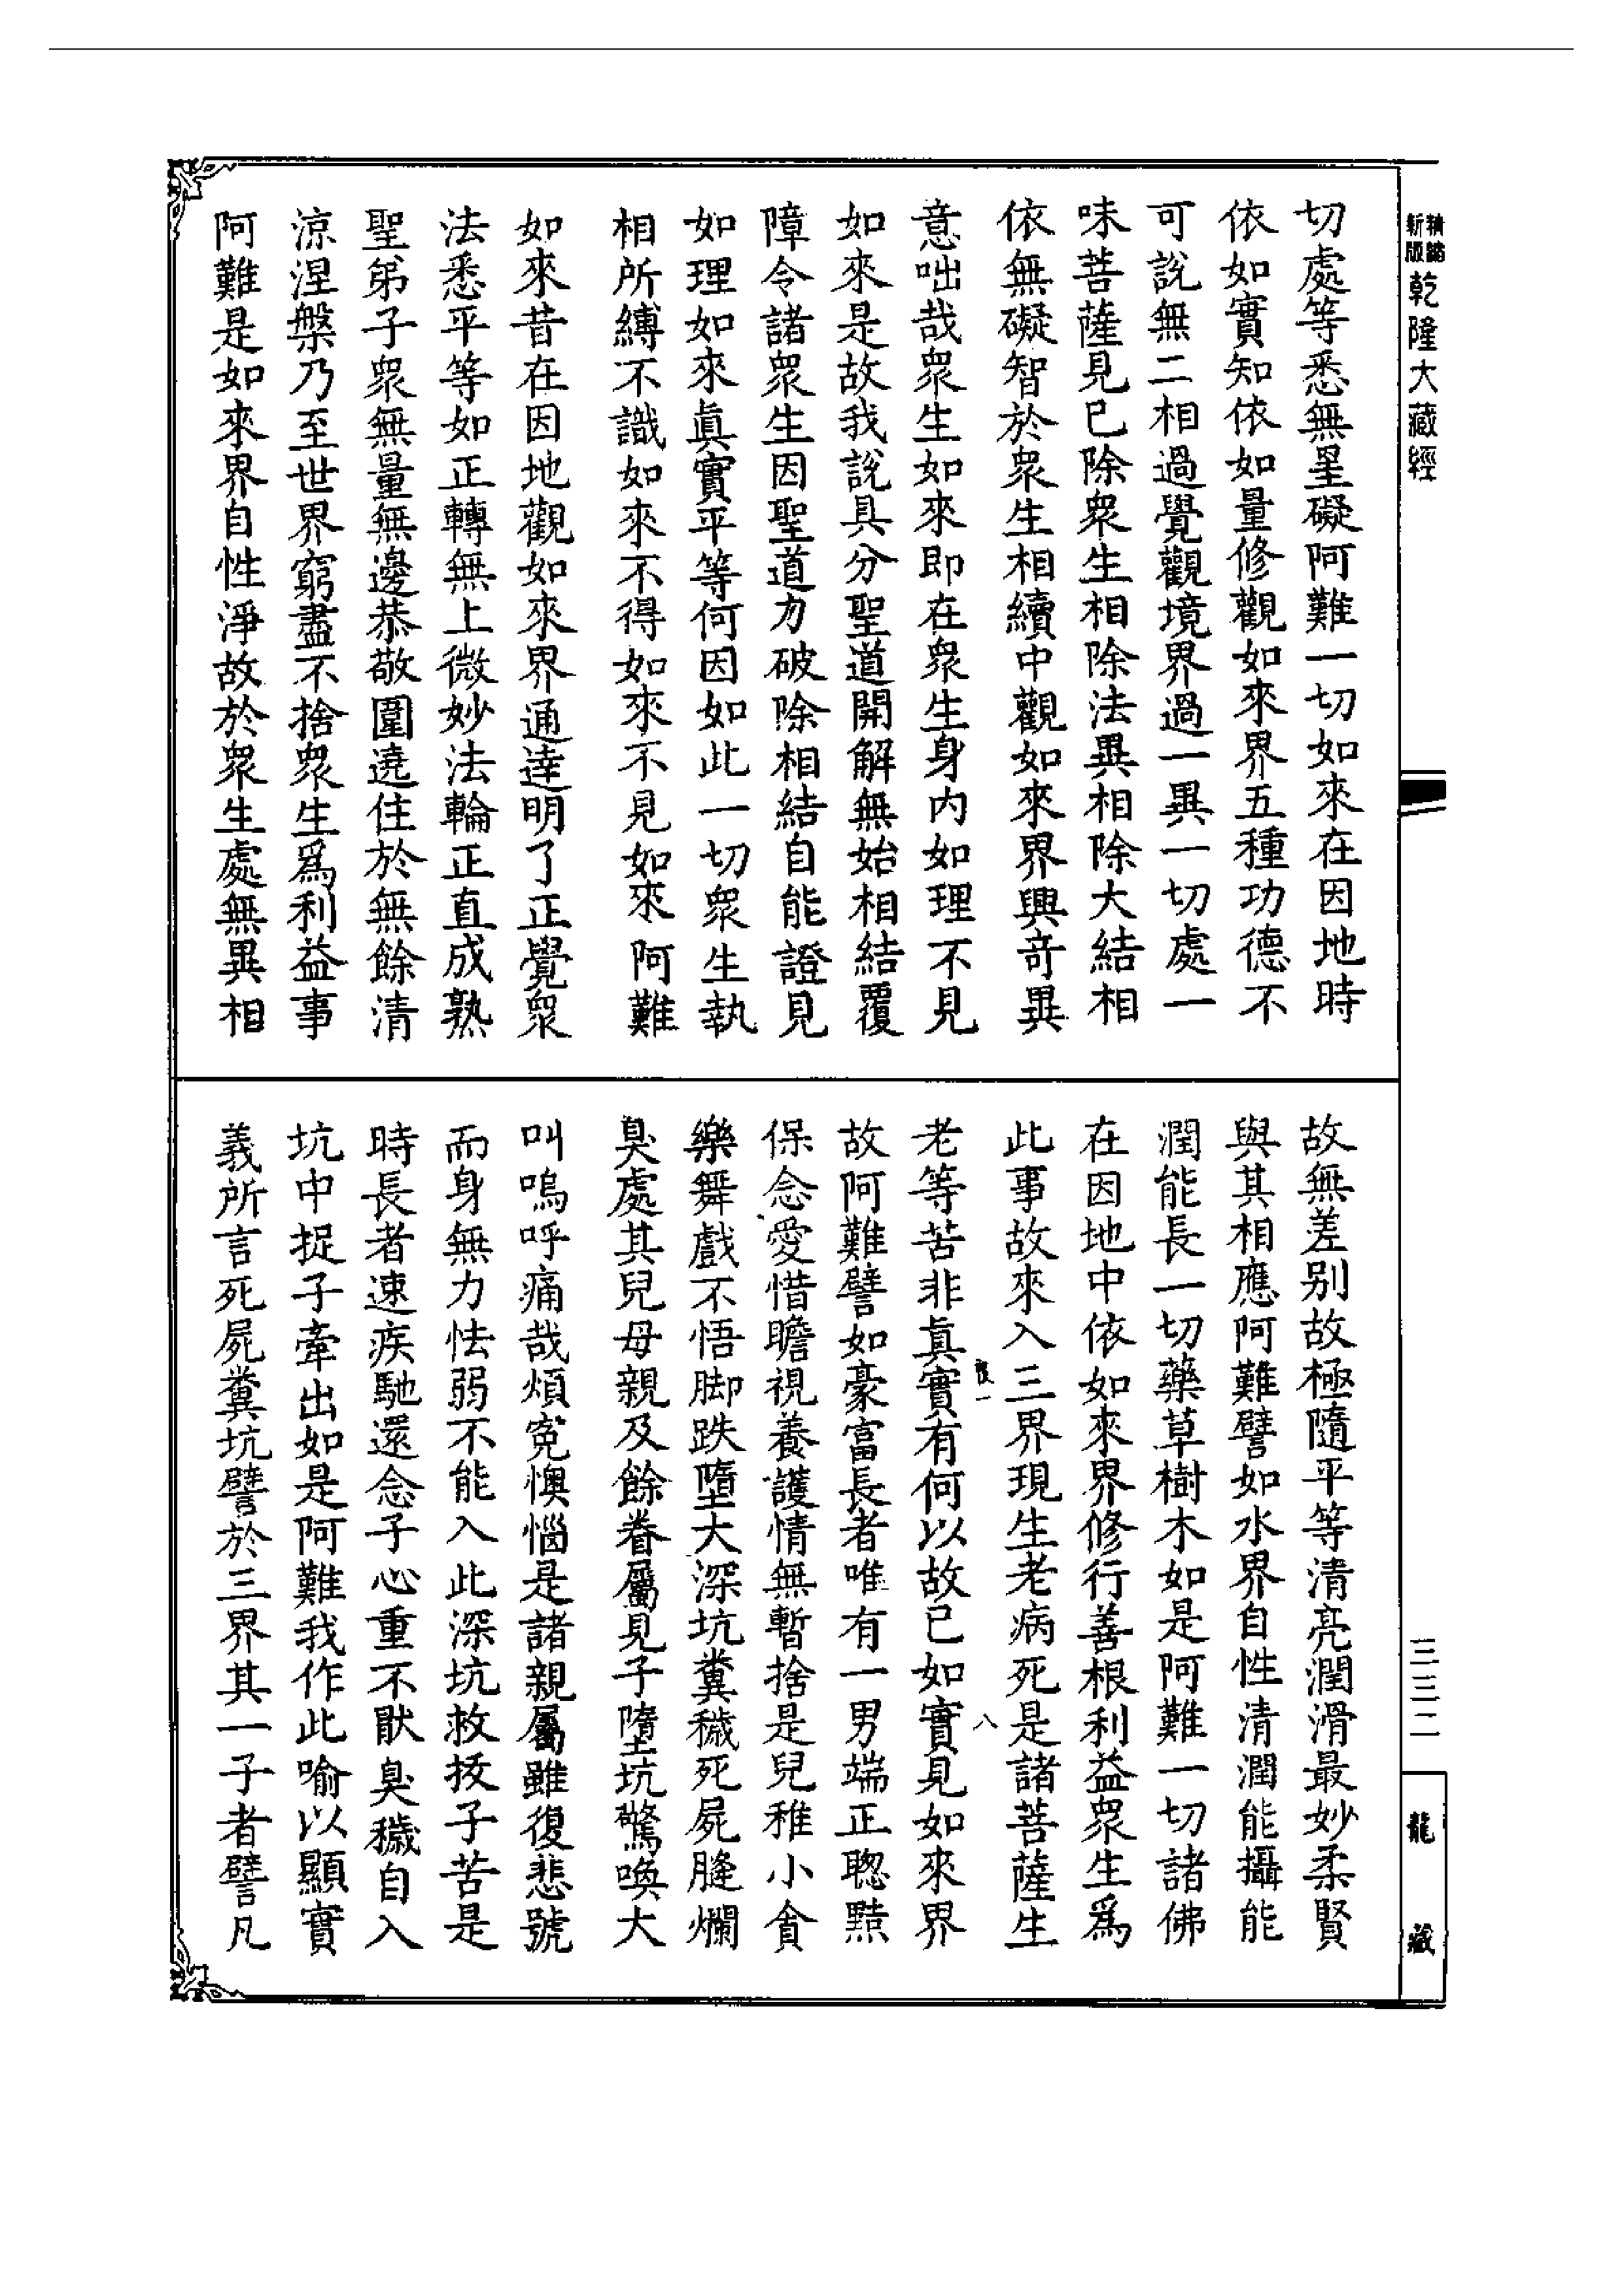 新版
精縮
乾隆大藏經
三三二
龍藏
切處等悉無罣礙阿難一切如來在因地時
依如實知依如量修觀如來界五種功德不
可說無二相過覺觀境界過一異一切處一
味菩薩見已除眾生相除法異相除大結相
依無礙智於眾生相續中觀如來界興奇異
意咄哉眾生如來即在眾生身內如理不見
如來是故我說具分聖道開解無始相結覆
障令諸眾生因聖道力破除相結自能證見
如理如來真實平等何因如此一切眾生執
相所縛不識如來不得如來不見如來阿難
如來昔在因地觀如來界通達明了正覺眾
法悉平等如正轉無上微妙法輪正直成熟
聖弟子眾無量無邊恭敬圍遶住於無餘清
涼涅槃乃至世界窮盡不捨眾生為利益事
阿難是如來界自性淨故於眾生處無異相
故無差別故極隨平等清亮潤滑最妙柔賢
與其相應阿難譬如水界自性清潤能攝能
潤能長一切藥草樹木如是阿難一切諸佛
在因地中依如來界修行善根利益眾生為
此事故來入三界現生老病死是諸菩薩生
老等苦非真實有何以故已如實見如來界
八
故阿難譬如豪富長者唯有一男端正聰黠
保念愛惜瞻視養護情無暫捨是兒稚小貪
樂舞戲不悟脚跌墮大深坑糞穢死屍膖爛
臭處其兒母親及餘眷屬見子墮坑驚喚大
叫嗚呼痛哉煩冤懊惱是諸親屬雖復悲號
而身無力怯弱不能入此深坑救拔子苦是
時長者速疾馳還念子心重不猒臭穢自入
坑中捉子牽出如是阿難我作此喻以顯實
義所言死屍糞坑譬於三界其一子者譬凡